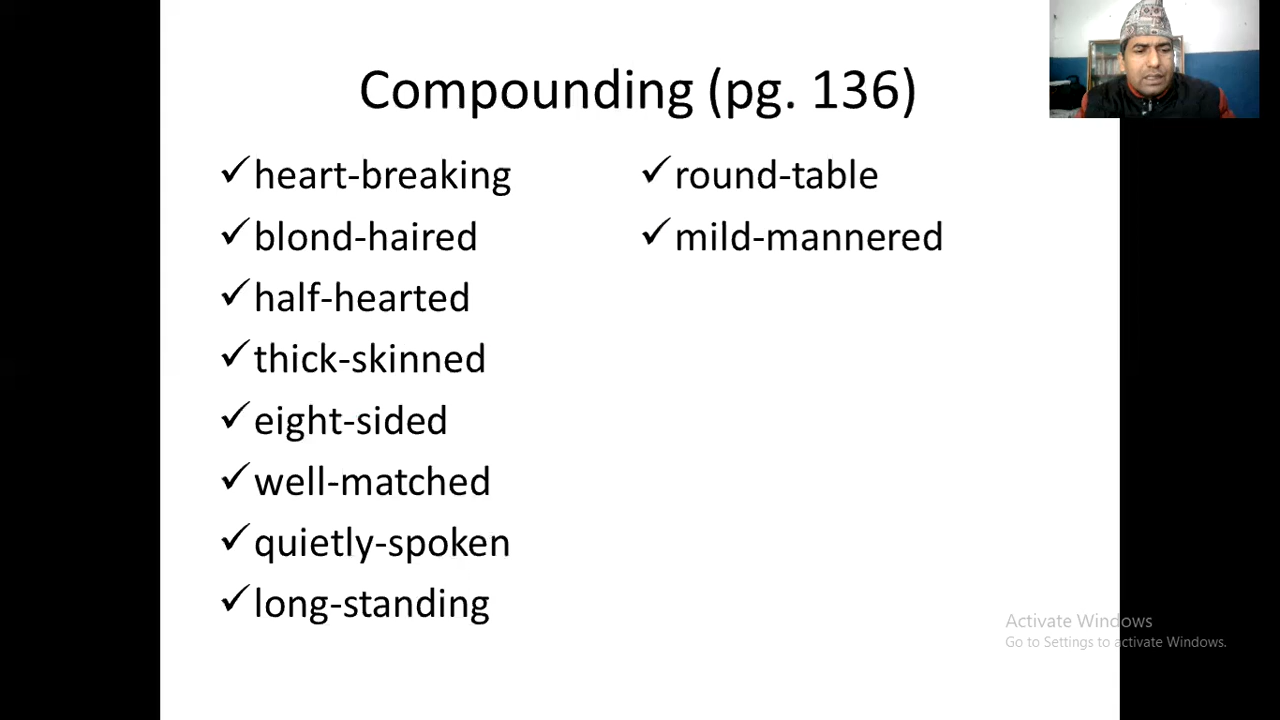 Compounding (pg. 136)
✓heart-breaking
✓blond-haired
✓half-hearted
✓thick-skinned
✓eight-sided
✓well-matched
✓quietly-spoken
✓long-standing
✓round-table
✓mild-mannered
Activate Windows
Go to Settings to activate Windows.